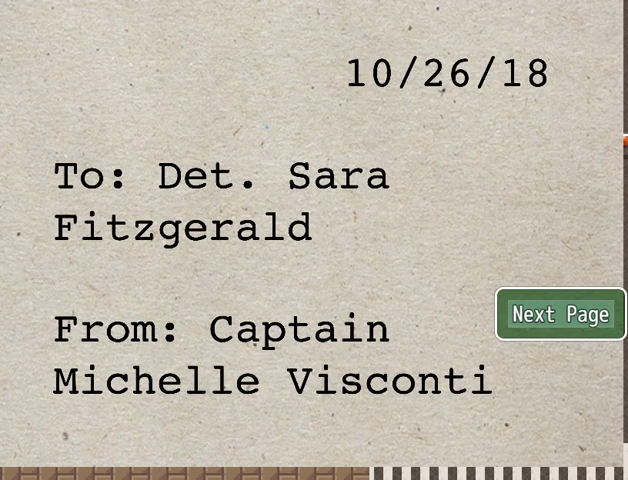 10/26/18
To: Det. Sara
Fitzgerald
From: Captain
Michelle Visconti
Next Page